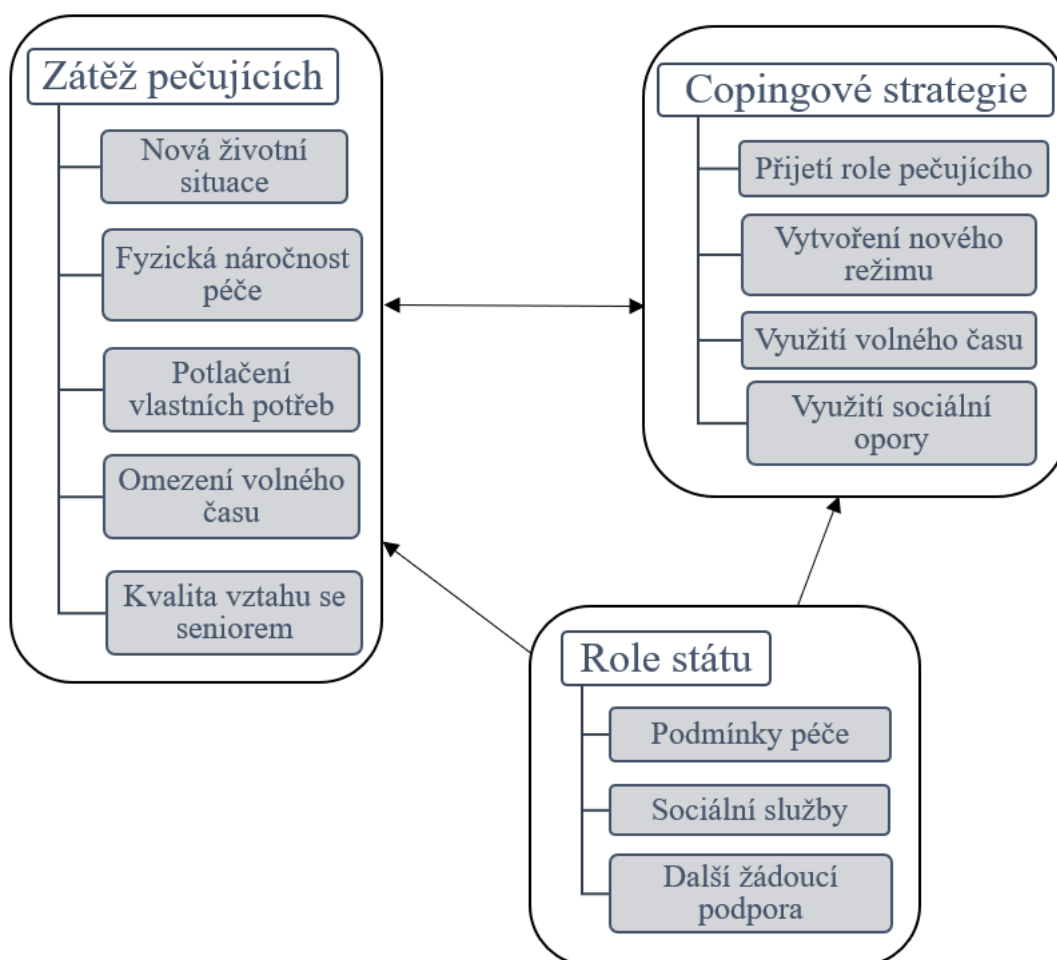 Zátěž pečujících
Nová životní
situace
Fyzická náročnost
péče
Potlačení
vlastních potřeb
Omezení volného
času
Kvalita vztahu se
seniorem
Copingové strategie
Přijetí role pečujícího
Vytvoření nového
režimu
Využití volného času
Využití sociální
opory
Role státu
Podmínky péče
Sociální služby
Další žádoucí
podpora